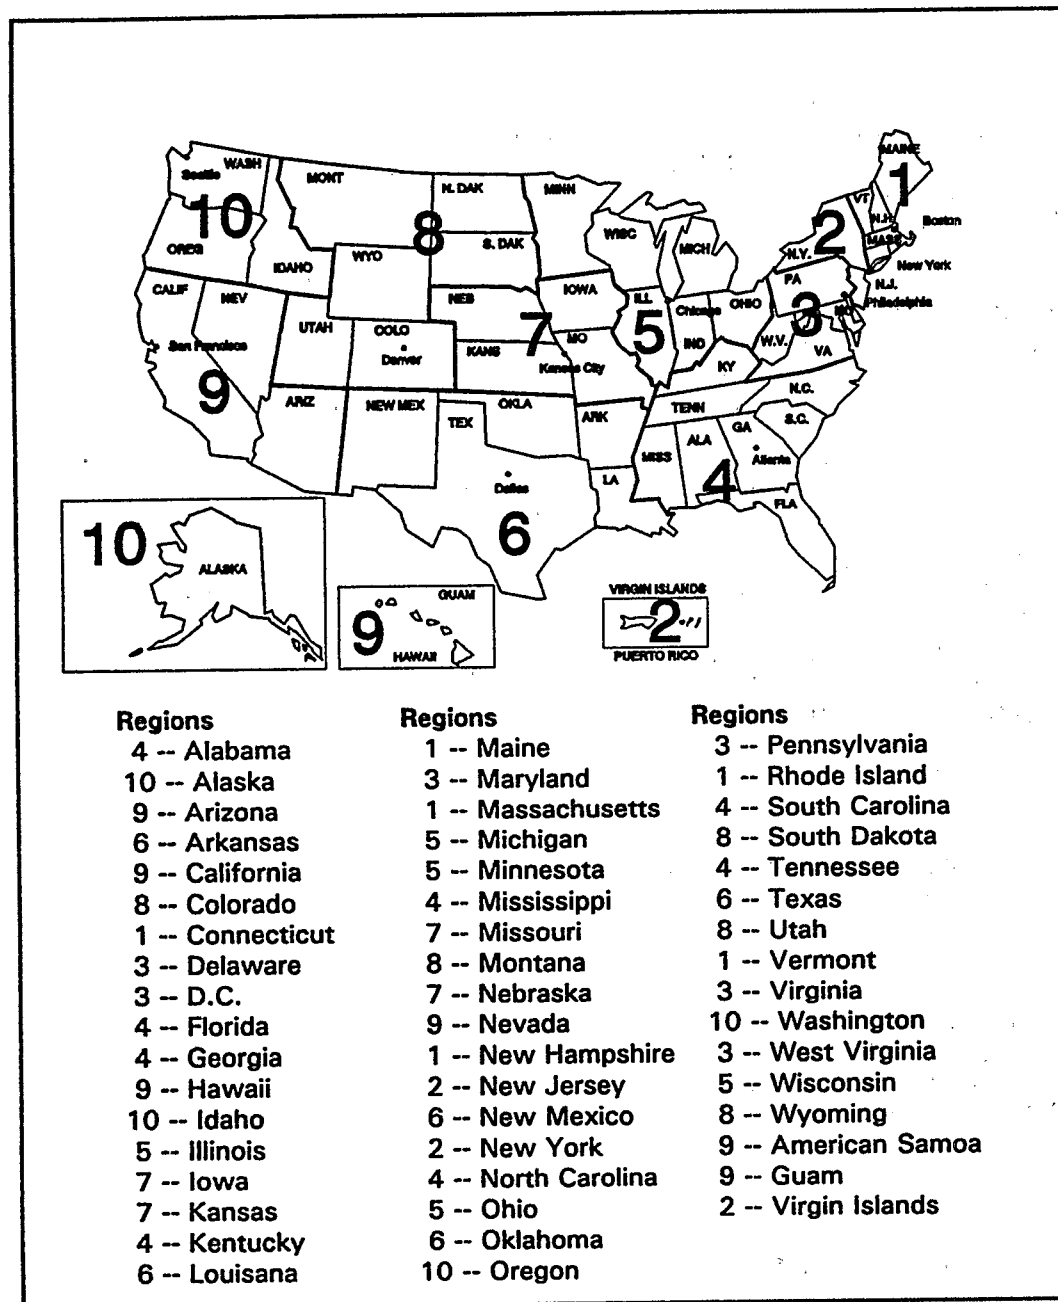 MAINE
WASH
Seattle
MONT
N. DAK
MINN
1
VT
10
8
N.H.
Boston
2
WISC
MICH
MASS
OREG
S. DAK
WYO
N.Y.
New York
IDAHO
PA
N.J.
CALIF
NEV
NEB
IOWA
ILL
Chicago
OHIO
3
Philadelphia
UTAH
COLO
7
5
MO
IND
W.V.
San Francisco
Denver
KANS
Kansas City
KY
VA
9
ARIZ
NEW MEX
OKLA
TENN
N.C.
TEX
ARK
S.C.
GA
ALA
MISS
Atlanta
Dallas
LA
4
FLA
6
10
ALASKA
GUAM
9
HAWAII
VIRGIN ISLANDS
2
PUERTO RICO
Regions
4 -- Alabama
10 -- Alaska
9 -- Arizona
6 -- Arkansas
9 -- California
8 -- Colorado
1 -- Connecticut
3 -- Delaware
3 -- D.C.
4 -- Florida
4 -- Georgia
9 -- Hawaii
10 -- Idaho
5 -- Illinois
7 -- Iowa
7 -- Kansas
4 -- Kentucky
6 -- Louisana
Regions
1 -- Maine
3 -- Maryland
1 -- Massachusetts
5 -- Michigan
5 -- Minnesota
4 -- Mississippi
7 -- Missouri
8 -- Montana
7 -- Nebraska
9 -- Nevada
1 -- New Hampshire
2 -- New Jersey
6 -- New Mexico
2 -- New York
4 -- North Carolina
5 -- Ohio
6 -- Oklahoma
10 -- Oregon
Regions
3 -- Pennsylvania
1 -- Rhode Island
4 -- South Carolina
8 -- South Dakota
4 -- Tennessee
6 -- Texas
8 -- Utah
1 -- Vermont
3 -- Virginia
10 -- Washington
3 -- West Virginia
5 -- Wisconsin
8 -- Wyoming
9 -- American Samoa
9 -- Guam
2 -- Virgin Islands